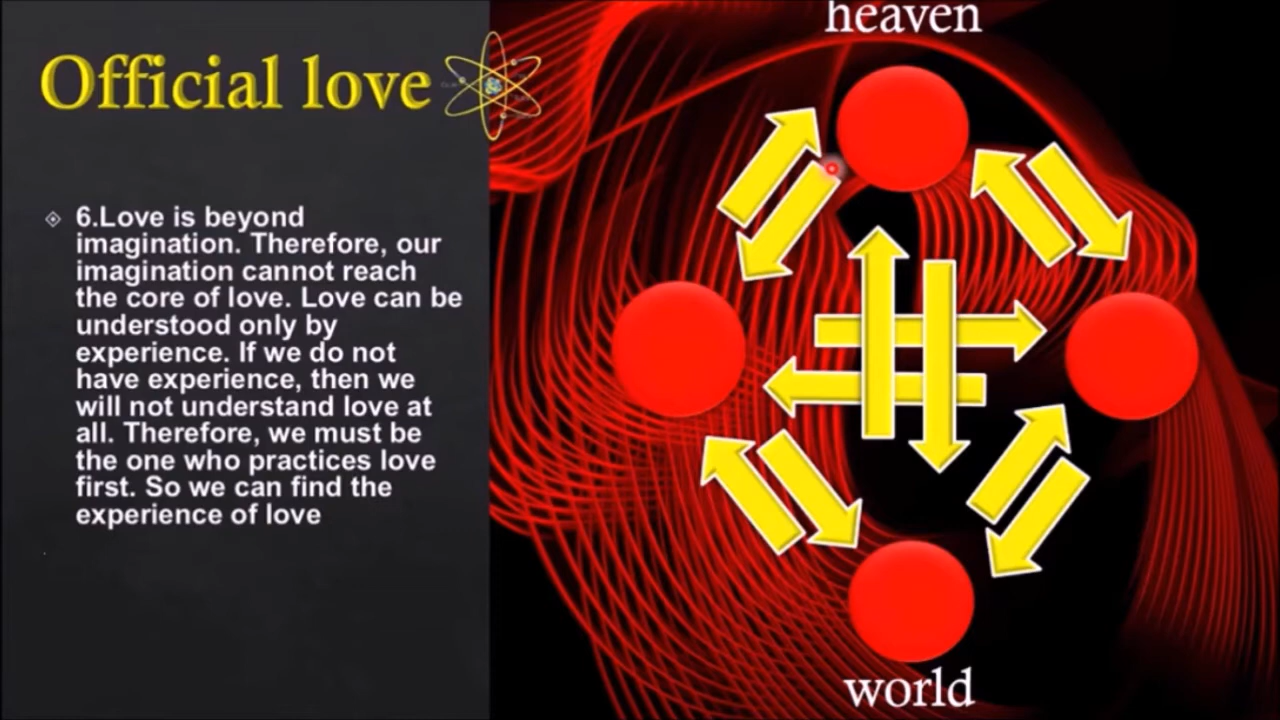 heaven
Official love
6.Love is beyond
imagination. Therefore, our
imagination cannot reach
the core of love. Love can be
understood only by
experience. If we do not
have experience, then we
will not understand love at
all. Therefore, we must be
the one who practices love
first. So we can find the
experience of love
world